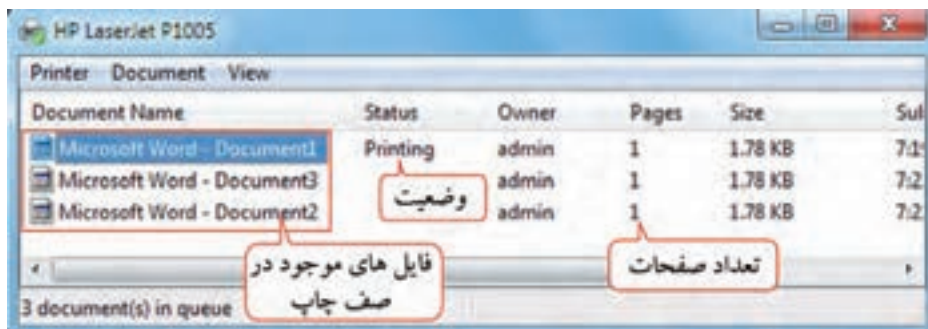 HP LaserJet P1005
Printer Document View
Document Name Status Owner Pages Size
Microsoft Word - Document1 Printing admin 1 1.78 KB
Microsoft Word - Document3 admin 1 1.78 KB
Microsoft Word - Document2 admin 1 1.78 KB
وضعیت
تعداد صفحات
فایل های موجود در
صف چاپ
3 document(s) in queue